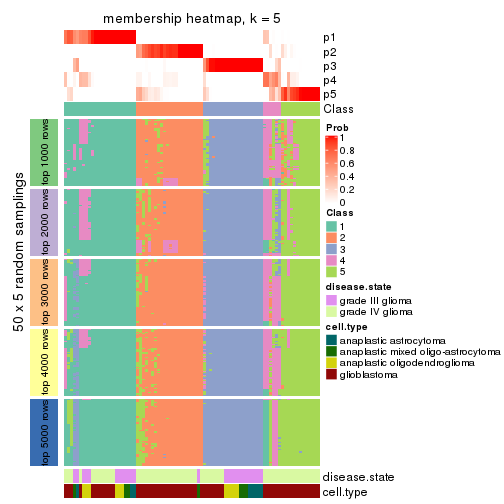 membership heatmap, k = 5
p1
p2
p3
p4
p5
Class
50 x 5 random samplings
top 1000 rows
top 2000 rows
top 3000 rows
top 4000 rows
top 5000 rows
Prob
1
0.8
0.6
0.4
0.2
0
Class
1
2
3
4
5
disease.state
grade III glioma
grade IV glioma
cell.type
anaplastic astrocytoma
anaplastic mixed oligo-astrocytoma
anaplastic oligodendroglioma
glioblastoma
disease.state
cell.type